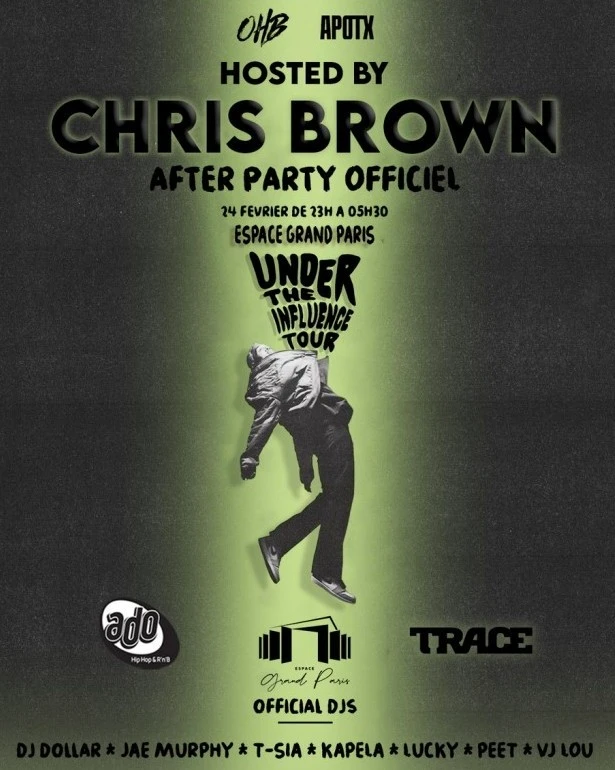 OHB APOTX
HOSTED BY
CHRIS BROWN
AFTER PARTY OFFICIEL
24 FEVRIER DE 23H A 05H30
ESPACE GRAND PARIS
UNDER
THE
INFLUENCE
TOUR
ado
Hip Hop & R'n'B
ESPACE
Grand Paris
TRACE
OFFICIAL DJS
DJ DOLLAR * JAE MURPHY * T-SIA * KAPELA * LUCKY * PEET * VJ LOU